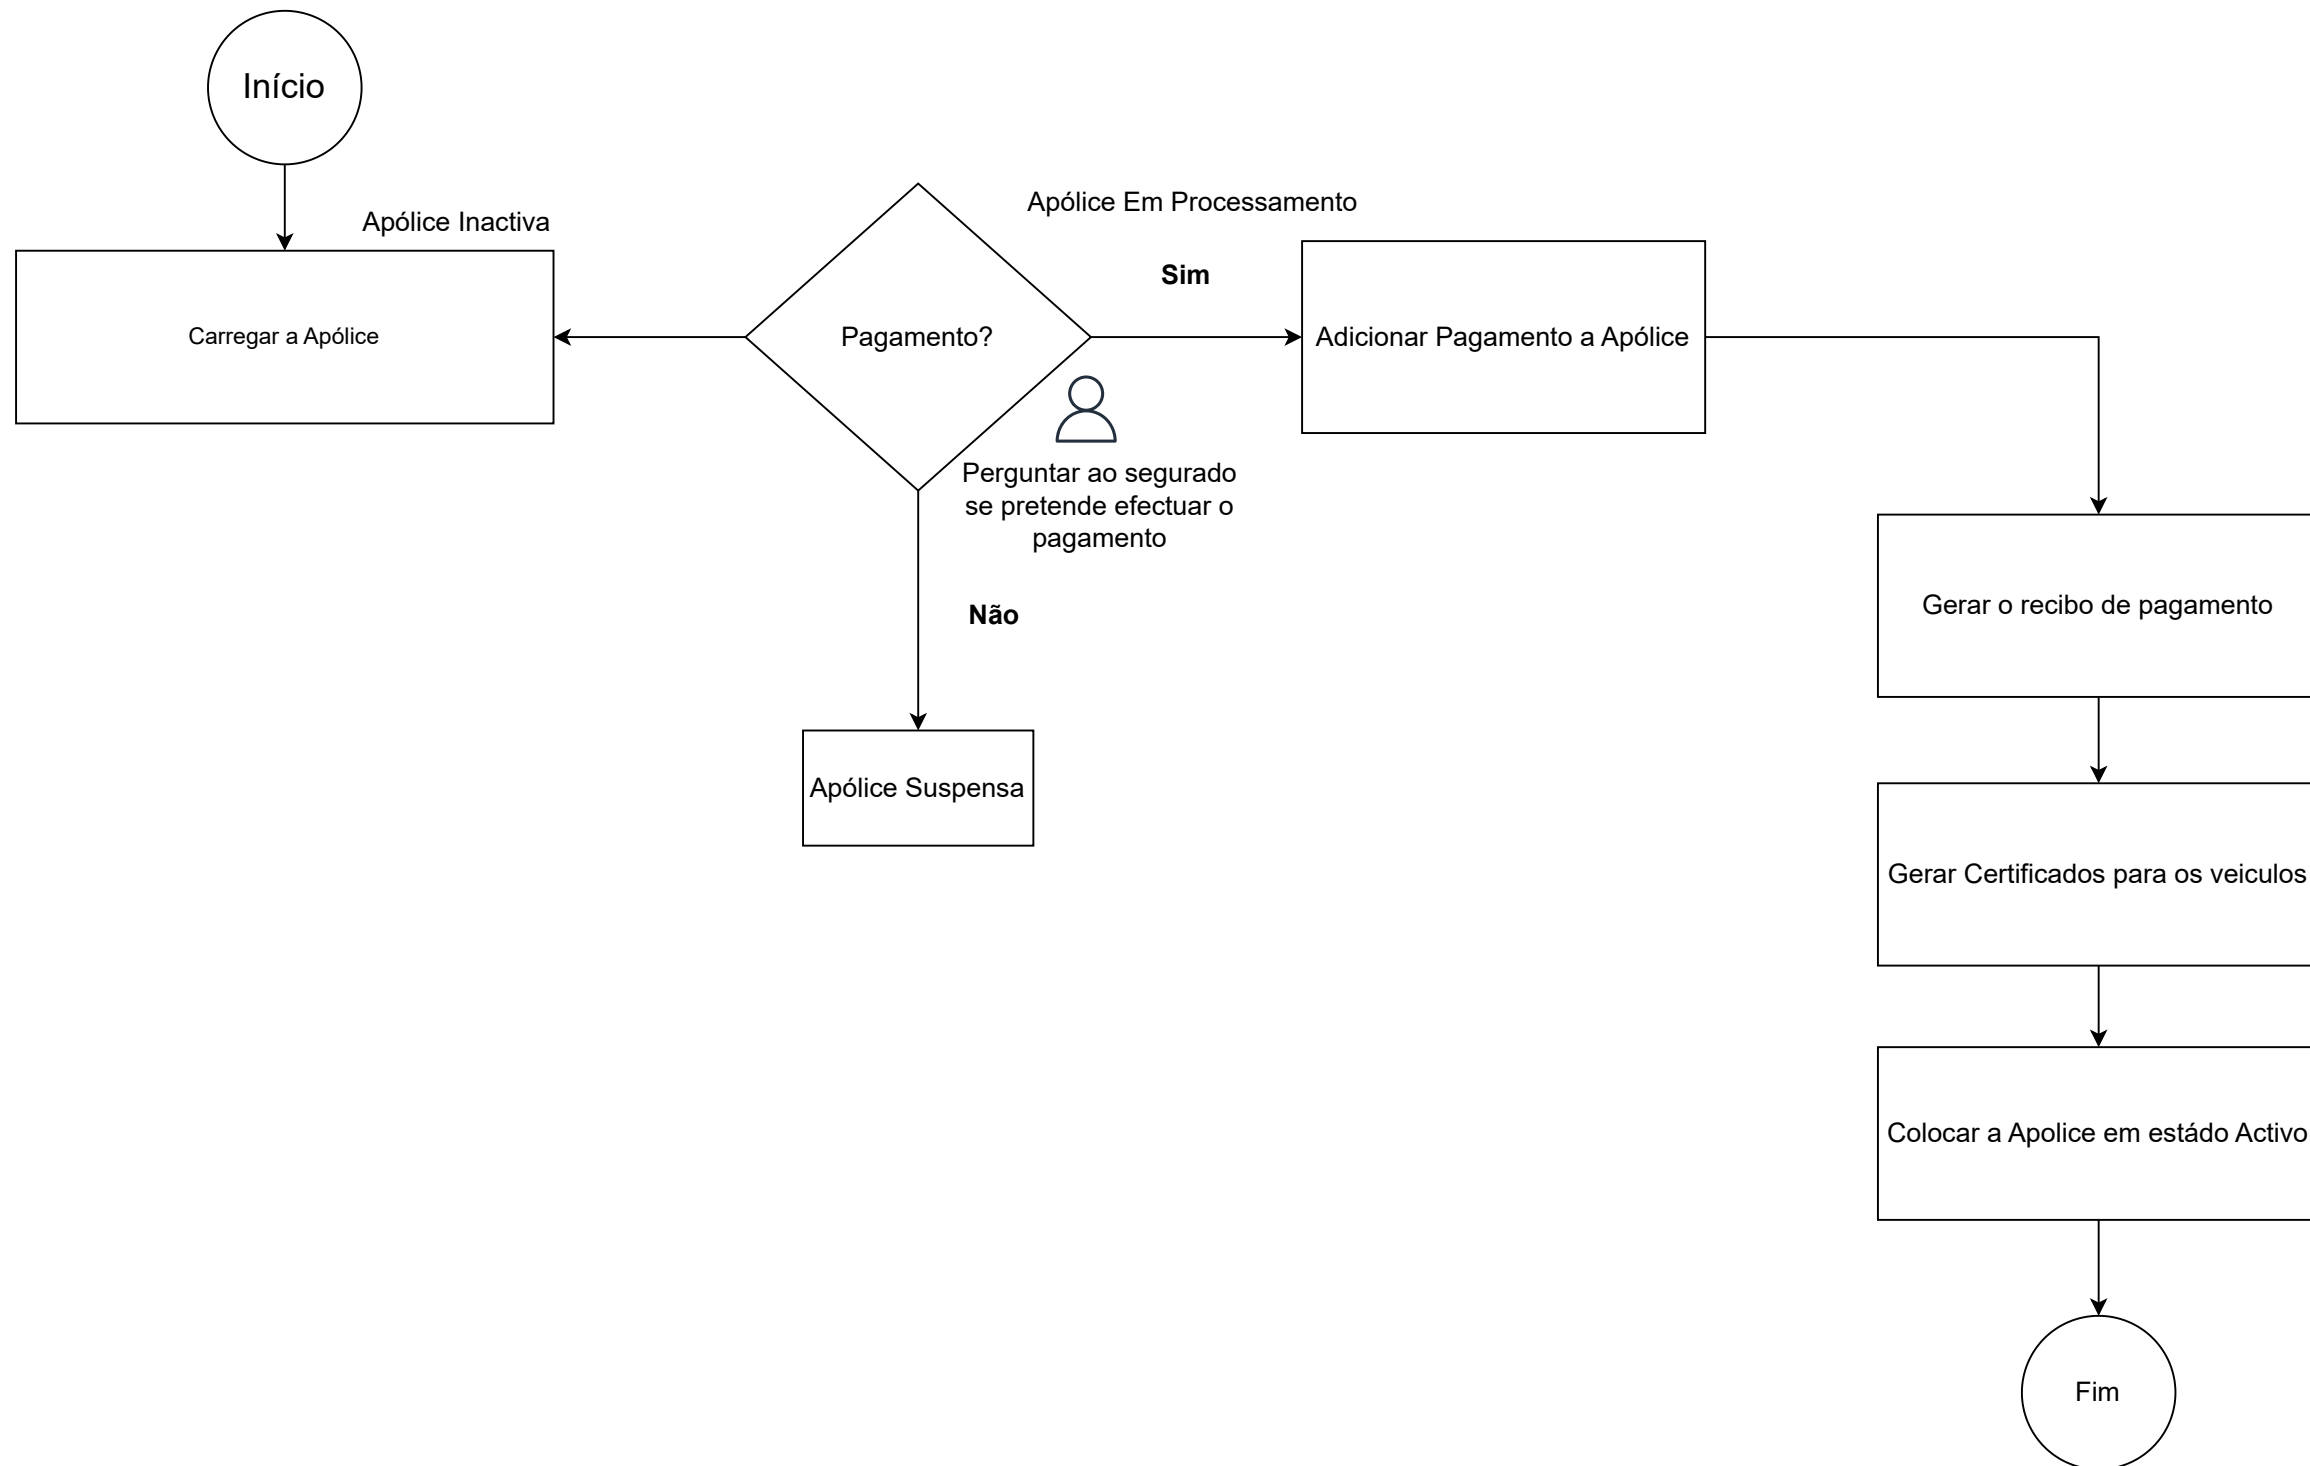 Início
Apólice Inactiva
Carregar a Apólice
Pagamento?
Apólice Em Processamento
Sim
Adicionar Pagamento a Apólice
Perguntar ao segurado
se pretende efectuar o
pagamento
Não
Apólice Suspensa
Gerar o recibo de pagamento
Gerar Certificados para os veiculos
Colocar a Apolice em estádo Activo
Fim